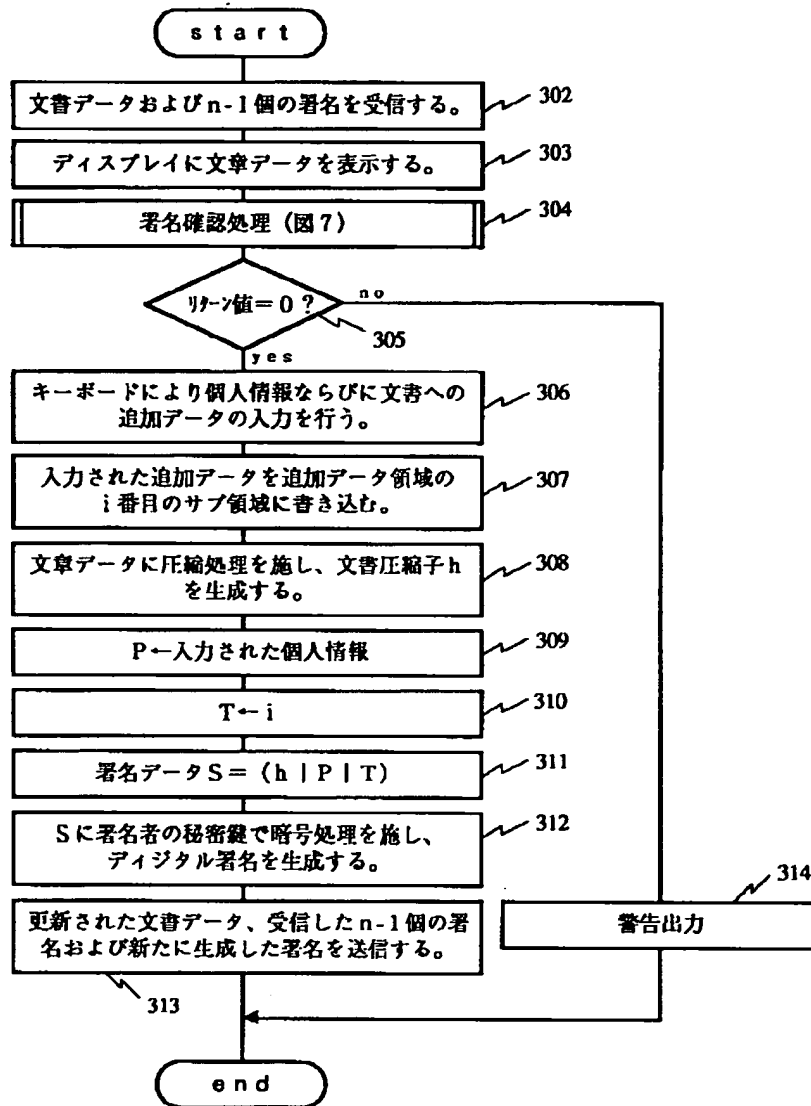 start
文書データおよびn-1個の署名を受信する。
302
ディスプレイに文章データを表示する。
303
署名確認処理（図7）
304
リターン値＝0？
no
305
yes
キーボードにより個人情報ならびに文書への
追加データの入力を行う。
306
入力された追加データを追加データ領域の
i番目のサブ領域に書き込む。
307
文章データに圧縮処理を施し、文書圧縮子h
を生成する。
308
P←入力された個人情報
309
T←i
310
署名データS＝（h｜P｜T）
311
Sに署名者の秘密鍵で暗号処理を施し、
ディジタル署名を生成する。
312
更新された文書データ、受信したn-1個の署
名および新たに生成した署名を送信する。
313
警告出力
314
end